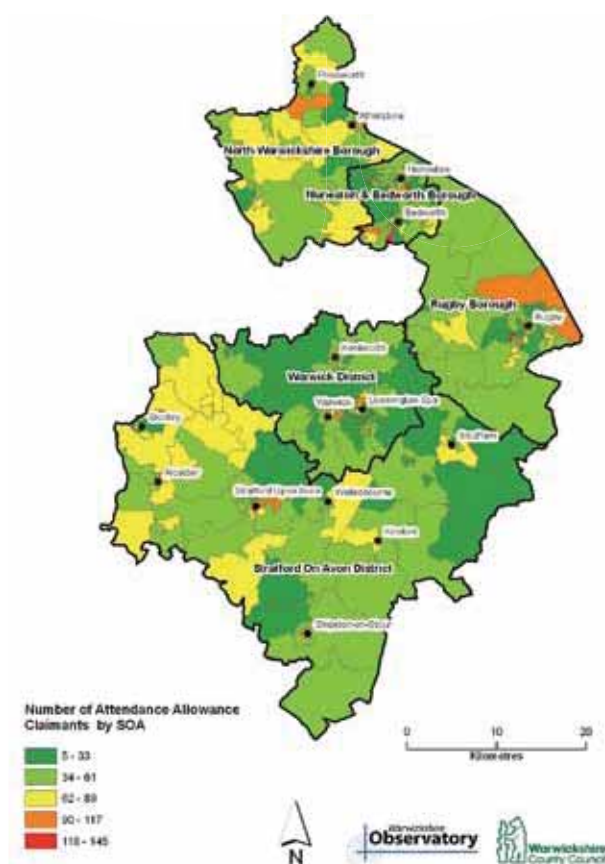 Polesworth
Atherstone
North Warwickshire Borough
Nuneaton
Nuneaton & Bedworth Borough
Bedworth
Rugby Borough
Rugby
Kenilworth
Warwick District
Leamington Spa
Warwick
Studley
Southam
Alcester
Stratford Upon Avon
Wellesbourne
Kineton
Stratford On Avon District
Shipston-on-Stour
Number of Attendance Allowance
Claimants by SOA
5 - 33
34 - 61
62 - 89
90 - 117
118 - 145
0 10 20
Kilometres
N
Warwickshire
Observatory
Warwickshire
County Council